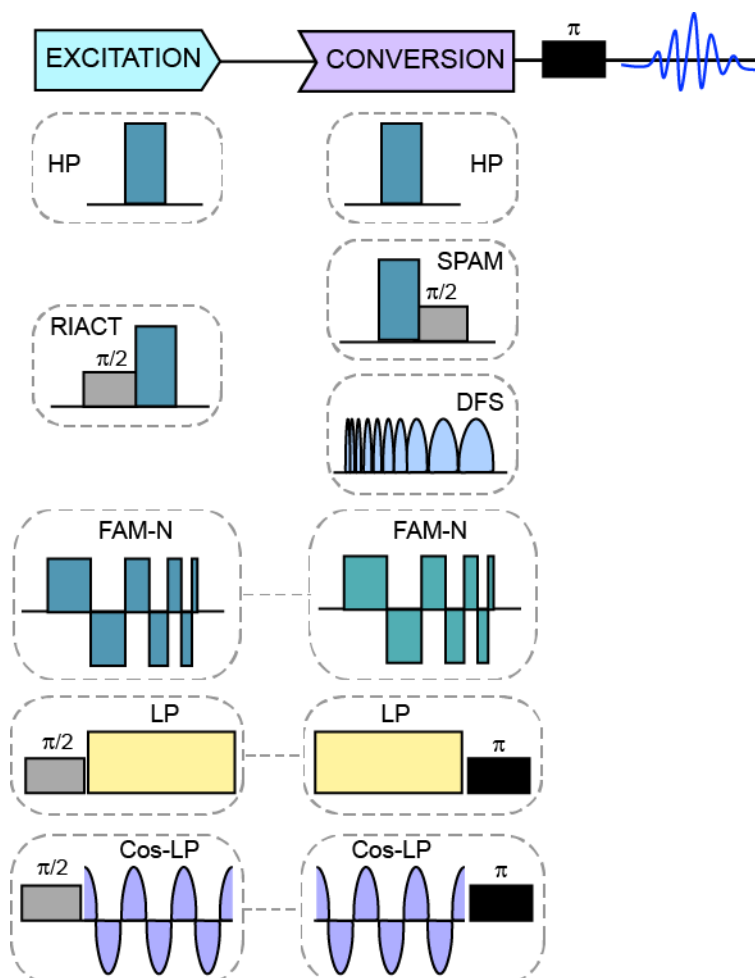 EXCITATION
CONVERSION
π
HP
HP
SPAM
π/2
RIACT
π/2
DFS
FAM-N
FAM-N
LP
π/2
LP
π
Cos-LP
π/2
Cos-LP
π